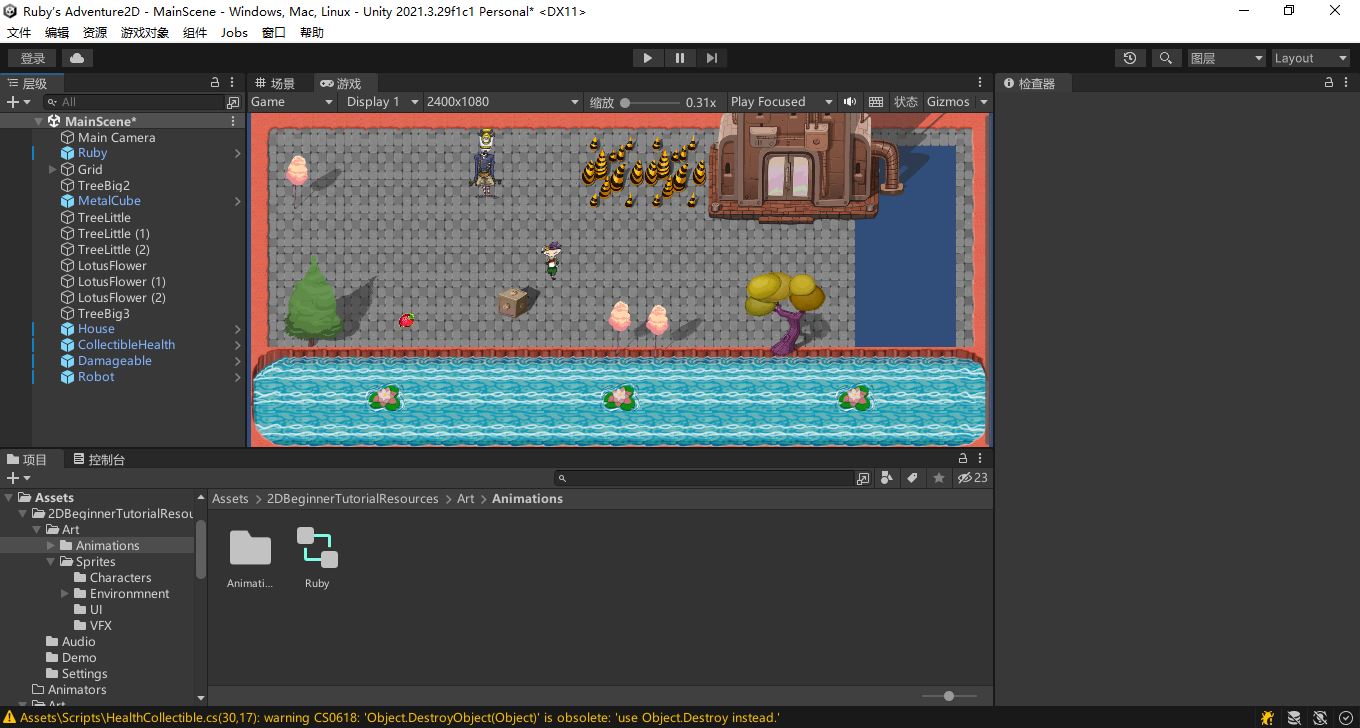 Ruby's Adventure2D - MainScene - Windows, Mac, Linux - Unity 2021.3.29f1c1 Personal* <DX11>
文件 编辑 资源 游戏对象 组件 Jobs 窗口 帮助
登录 图层 Layout
层级 场景 游戏 检查器
All Game Display 1 2400x1080 缩放 0.31x Play Focused 状态 Gizmos
MainScene*
Main Camera
Ruby
Grid
TreeBig2
MetalCube
TreeLittle
TreeLittle (1)
TreeLittle (2)
LotusFlower
LotusFlower (1)
LotusFlower (2)
TreeBig3
House
CollectibleHealth
Damageable
Robot
项目 控制台
23
Assets
2DBeginnerTutorialResou
Art
Animations
Sprites
Characters
Environmnent
UI
VFX
Audio
Demo
Settings
Animators
Art
Assets > 2DBeginnerTutorialResources > Art > Animations
Animati... Ruby
Assets\Scripts\HealthCollectible.cs(30,17): warning CS0618: 'Object.DestroyObject(Object)' is obsolete: 'use Object.Destroy instead.'